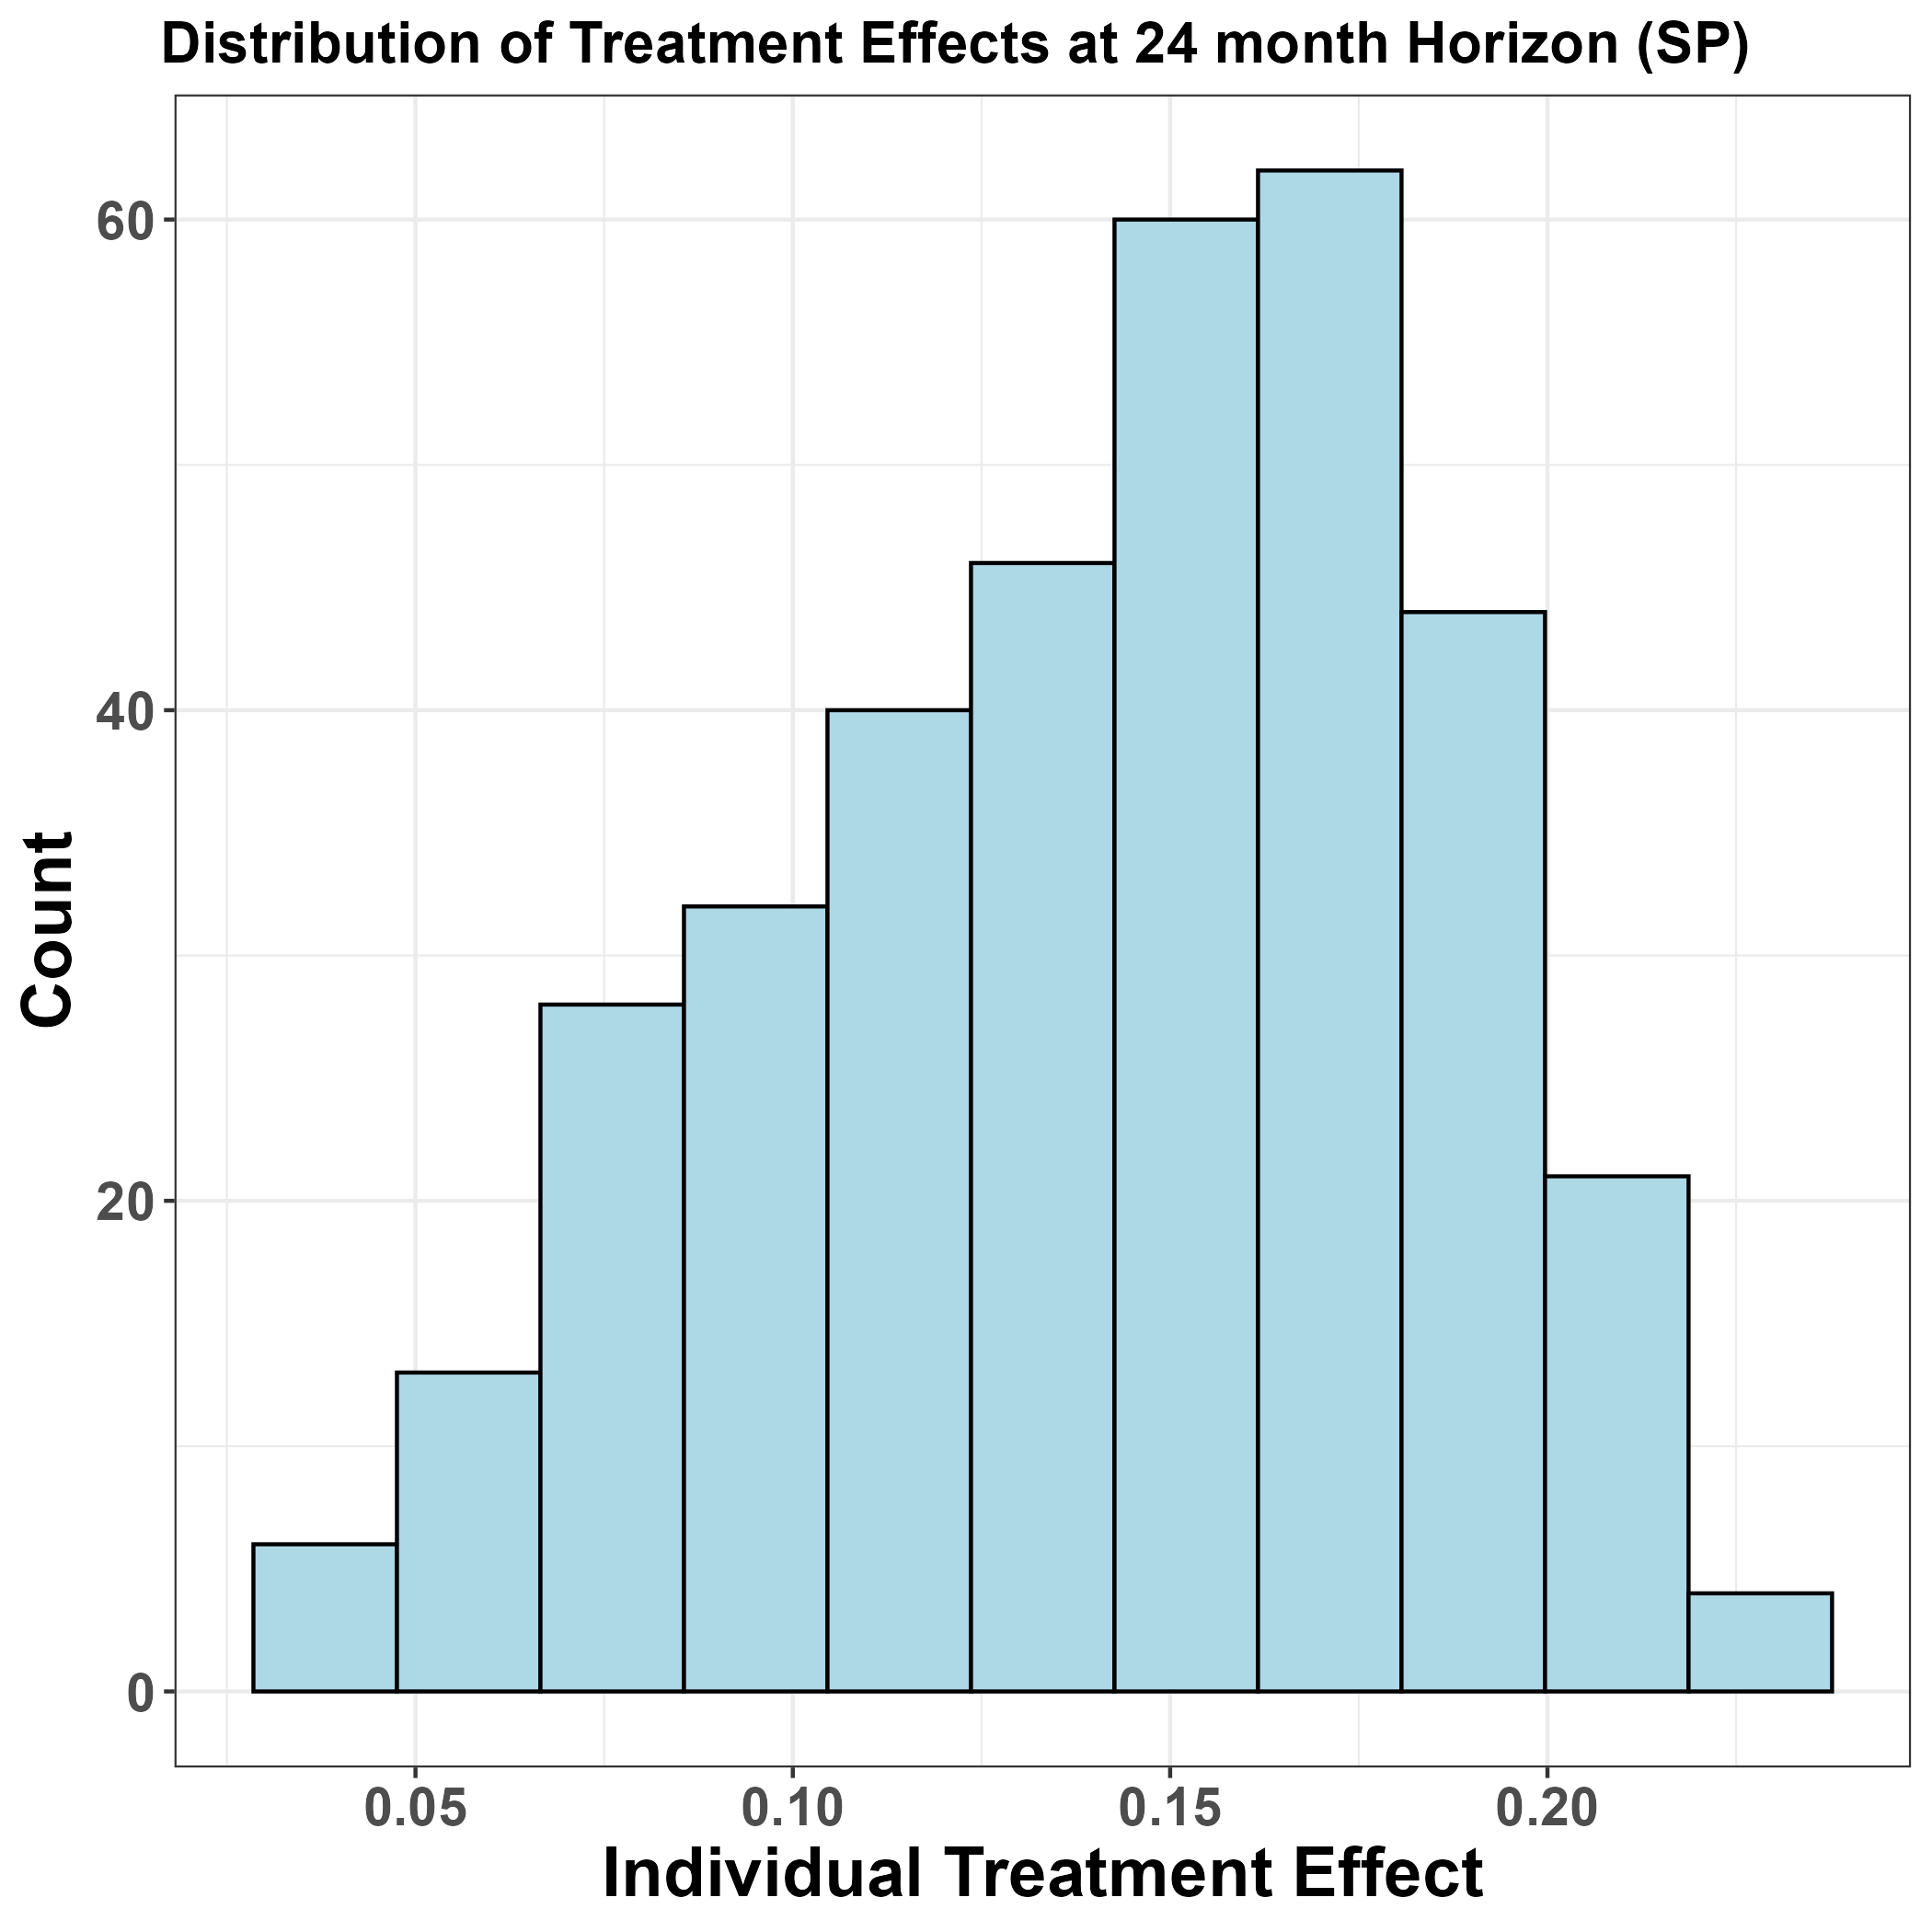 Distribution of Treatment Effects at 24 month Horizon (SP)
Count
60
40
20
0
0.05 0.10 0.15 0.20
Individual Treatment Effect